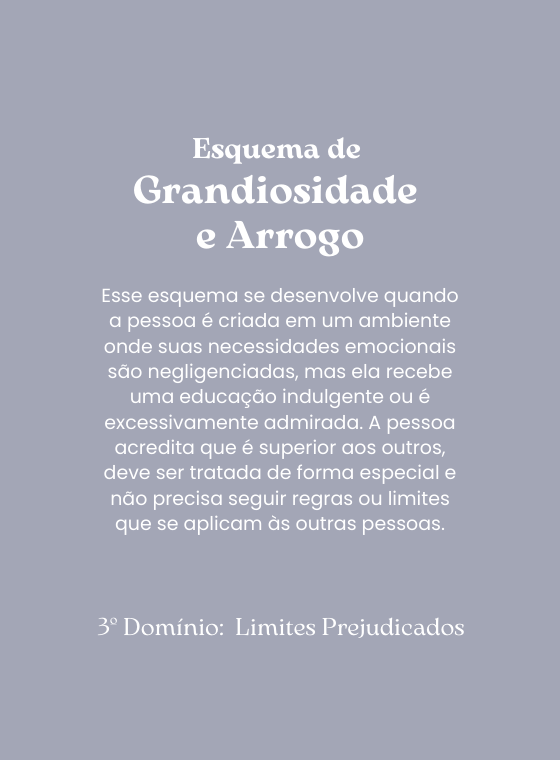 Esquema de
Grandiosidade
e Arrogo
Esse esquema se desenvolve quando
a pessoa é criada em um ambiente
onde suas necessidades emocionais
são negligenciadas, mas ela recebe
uma educação indulgente ou é
excessivamente admirada. A pessoa
acredita que é superior aos outros,
deve ser tratada de forma especial e
não precisa seguir regras ou limites
que se aplicam às outras pessoas.
3º Domínio: Limites Prejudicados